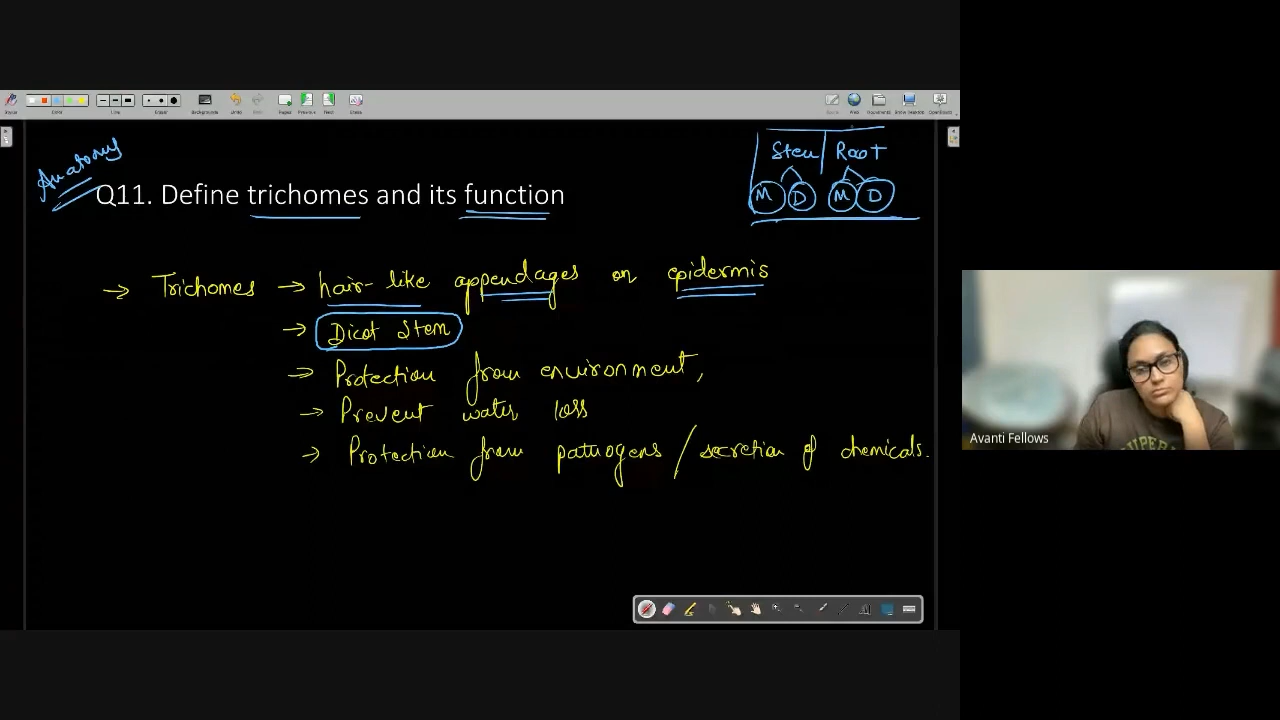 Anatomy
Stem | Root
M D M D
Q11. Define trichomes and its function
→ Trichomes → hair-like appendages on epidermis
→ Dicot Stem
→ Protection from environment,
→ Prevent water loss
→ Protection from pathogens / secretion of chemicals.
Avanti Fellows